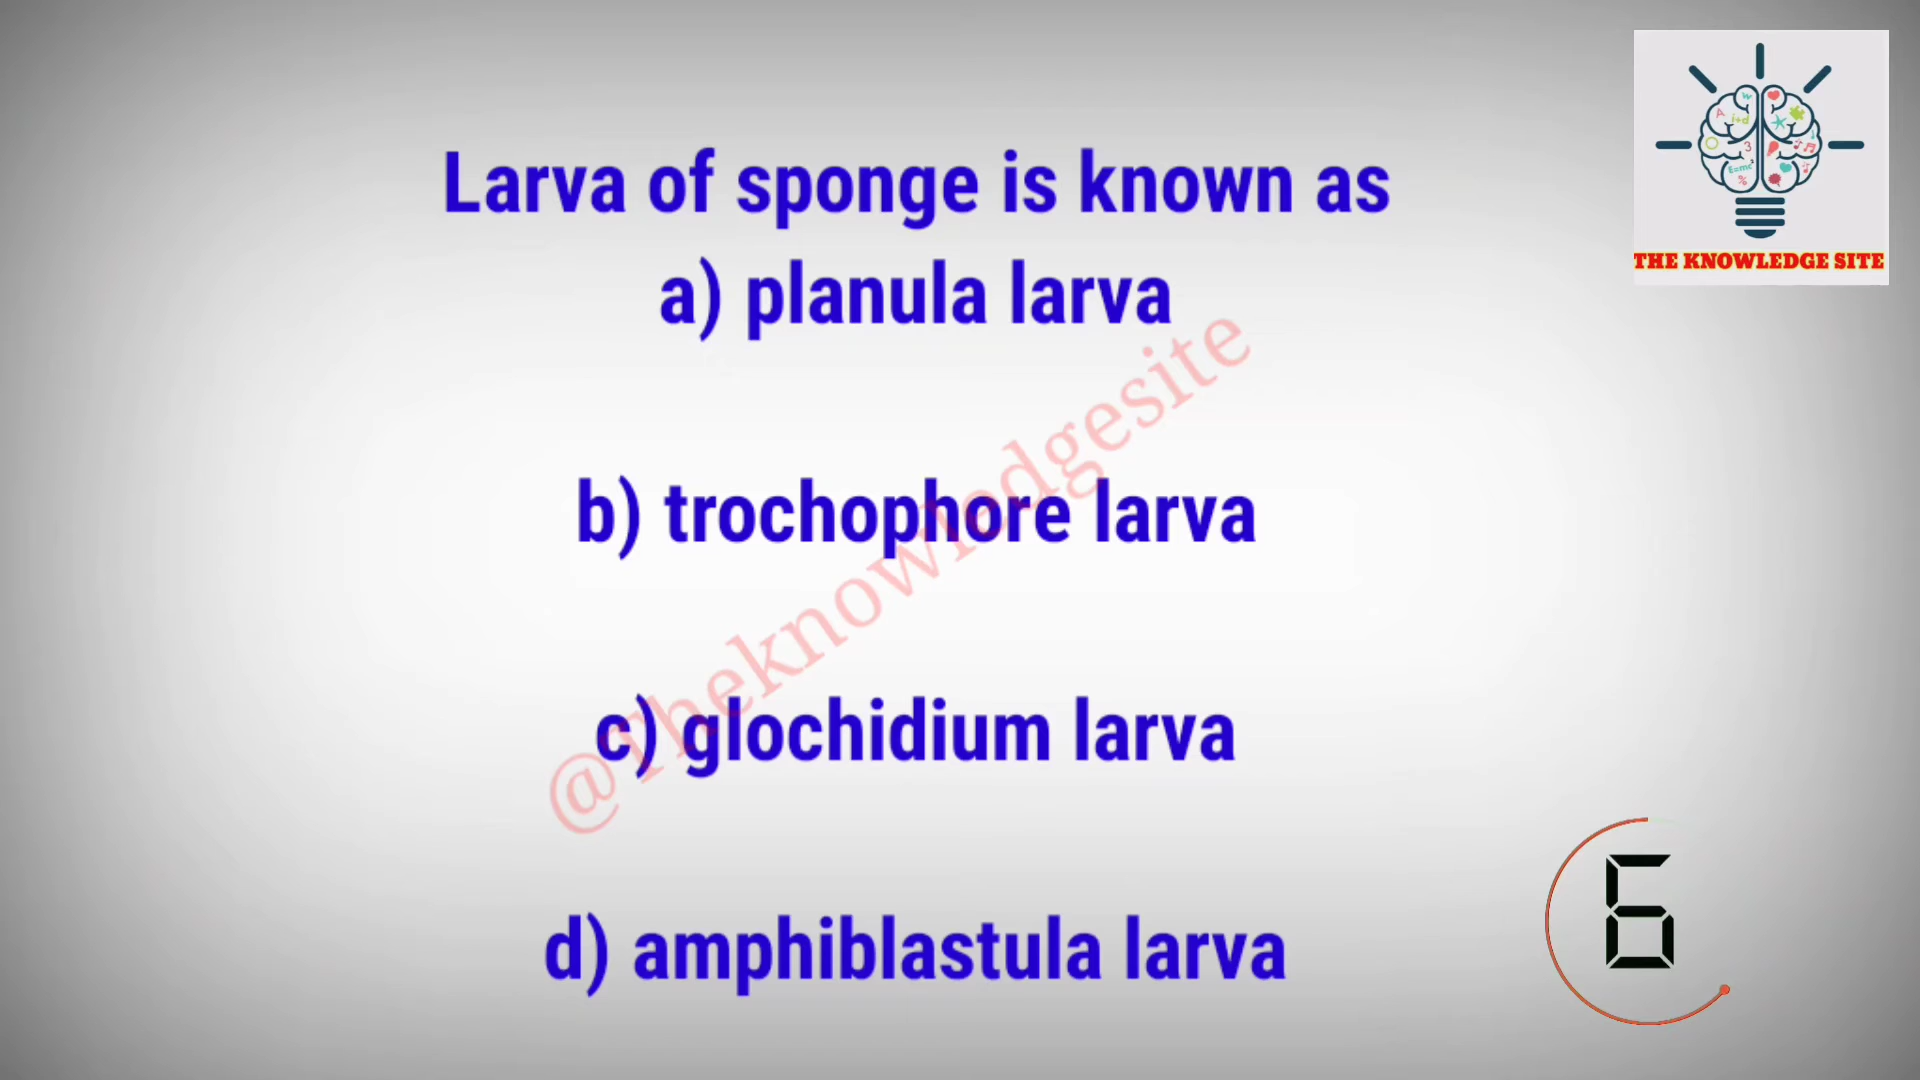 THE KNOWLEDGE SITE
Larva of sponge is known as
a) planula larva
b) trochophore larva
c) glochidium larva
d) amphiblastula larva
@Theknowledgesite
6